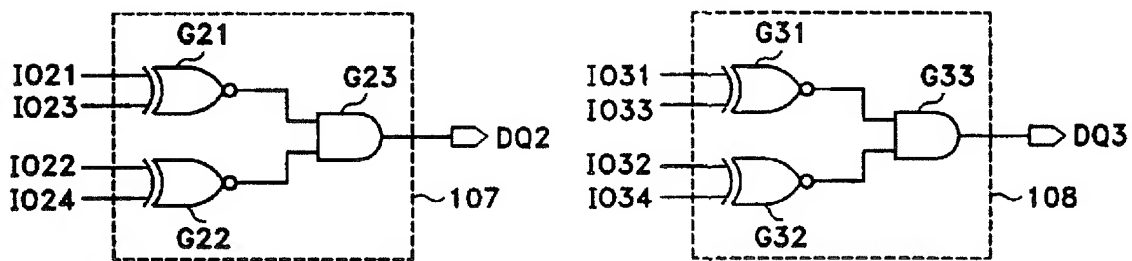 G21
IO21
IO23
G23
DQ2
IO22
IO24
G22
107
G31
IO31
IO33
G33
DQ3
IO32
IO34
G32
108